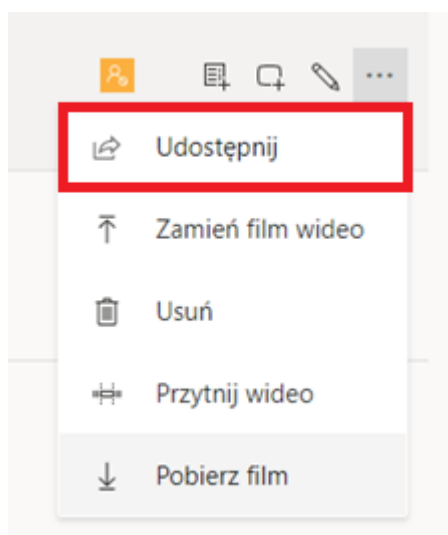 Udostępnij
Zamień film wideo
Usuń
Przytnij wideo
Pobierz film